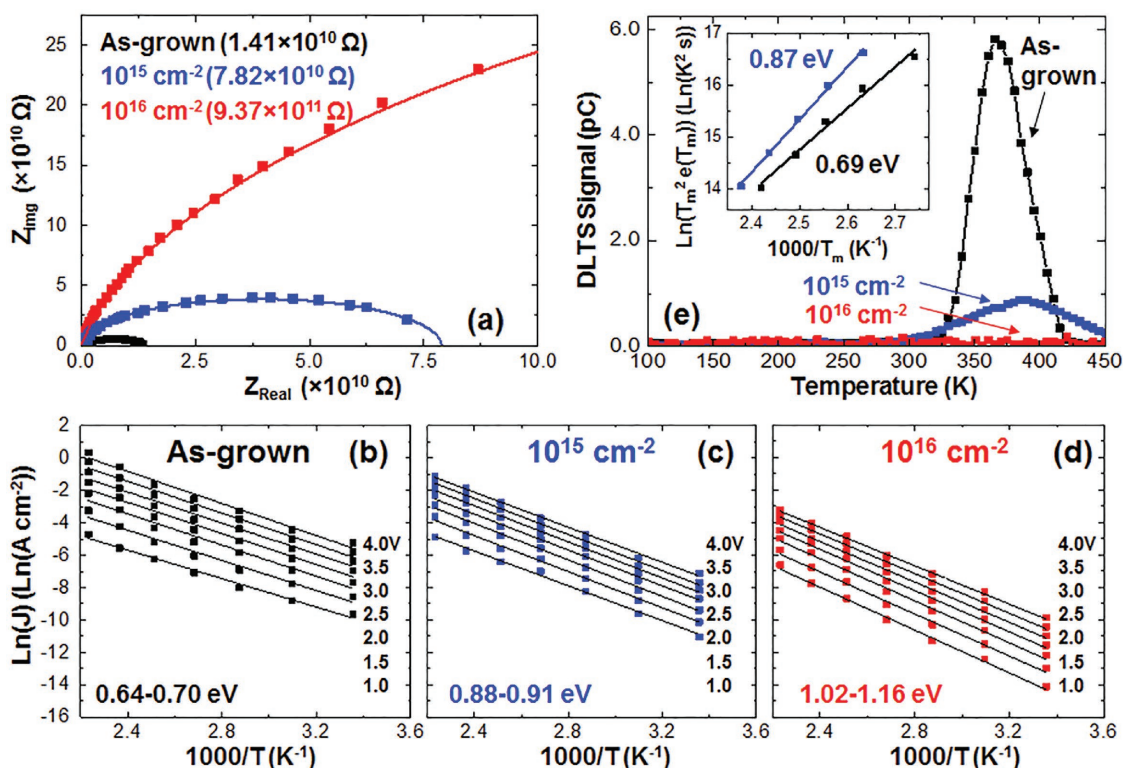 As-grown (1.41×10¹⁰ Ω)
10¹⁵ cm⁻² (7.82×10¹⁰ Ω)
10¹⁶ cm⁻² (9.37×10¹¹ Ω)
Z_Img (×10¹⁰ Ω)
25
20
15
10
5
0
0.0 2.5 5.0 7.5 10.0
Z_Real (×10¹⁰ Ω)
(a)
DLTS Signal (pC)
6.0
4.0
2.0
0.0
100 150 200 250 300 350 400 450
Temperature (K)
(e)
As-
grown
10¹⁵ cm⁻²
10¹⁶ cm⁻²
Ln(T_m² e(T_m)) (Ln(K² s))
17
16
15
14
2.4 2.5 2.6 2.7
1000/T_m (K⁻¹)
0.87 eV
0.69 eV
Ln(J) (Ln(A cm⁻²))
2
0
-2
-4
-6
-8
-10
-12
-14
-16
As-grown (b)
4.0V
3.5
3.0
2.5
2.0
1.5
1.0
0.64-0.70 eV
2.4 3.0 3.6
1000/T (K⁻¹)
10¹⁵ cm⁻² (c)
4.0V
3.5
3.0
2.5
2.0
1.5
1.0
0.88-0.91 eV
2.4 3.0 3.6
1000/T (K⁻¹)
10¹⁶ cm⁻² (d)
4.0V
3.5
3.0
2.5
2.0
1.5
1.0
1.02-1.16 eV
2.4 3.0 3.6
1000/T (K⁻¹)